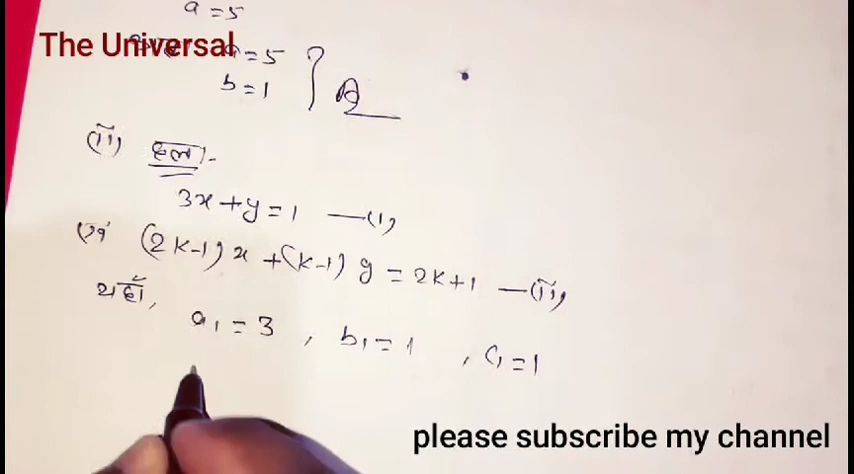 a = 5
The Universal
a = 5
b = 1
(ii) हल:-
3x + y = 1 —(i)
एवं (2k-1) x + (k-1) y = 2k+1 —(ii)
यहाँ,
a₁ = 3 , b₁ = 1 , c₁ = 1
please subscribe my channel